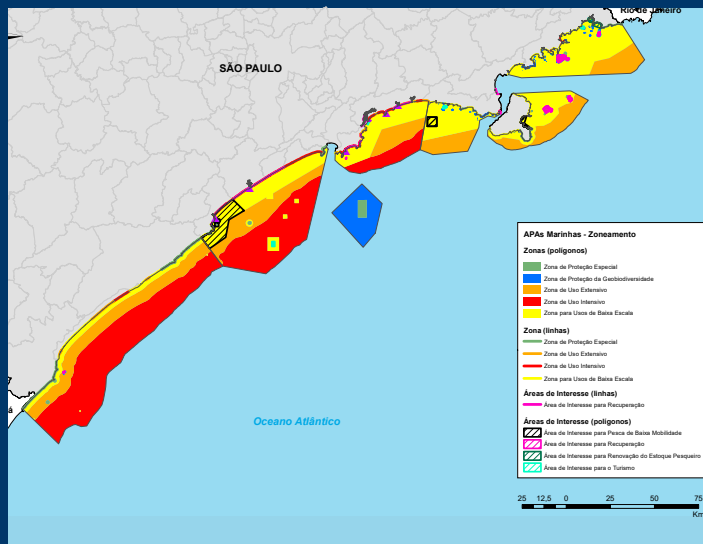 Rio de Janeiro
SÃO PAULO
APAs Marinhas - Zoneamento
Zonas (polígonos)
Zona de Proteção Especial
Zona de Proteção da Geobiodiversidade
Zona de Uso Extensivo
Zona de Uso Intensivo
Zona para Usos de Baixa Escala
Zona (linhas)
Zona de Proteção Especial
Zona de Uso Extensivo
Zona de Uso Intensivo
Zona para Usos de Baixa Escala
Áreas de Interesse (linhas)
Área de Interesse para Recuperação
Áreas de Interesse (polígonos)
Área de Interesse para Pesca de Baixa Mobilidade
Área de Interesse para Recuperação
Área de Interesse para Renovação do Estoque Pesqueiro
Área de Interesse para o Turismo
á
Oceano Atlântico
25 12,5 0 25 50 75
Km